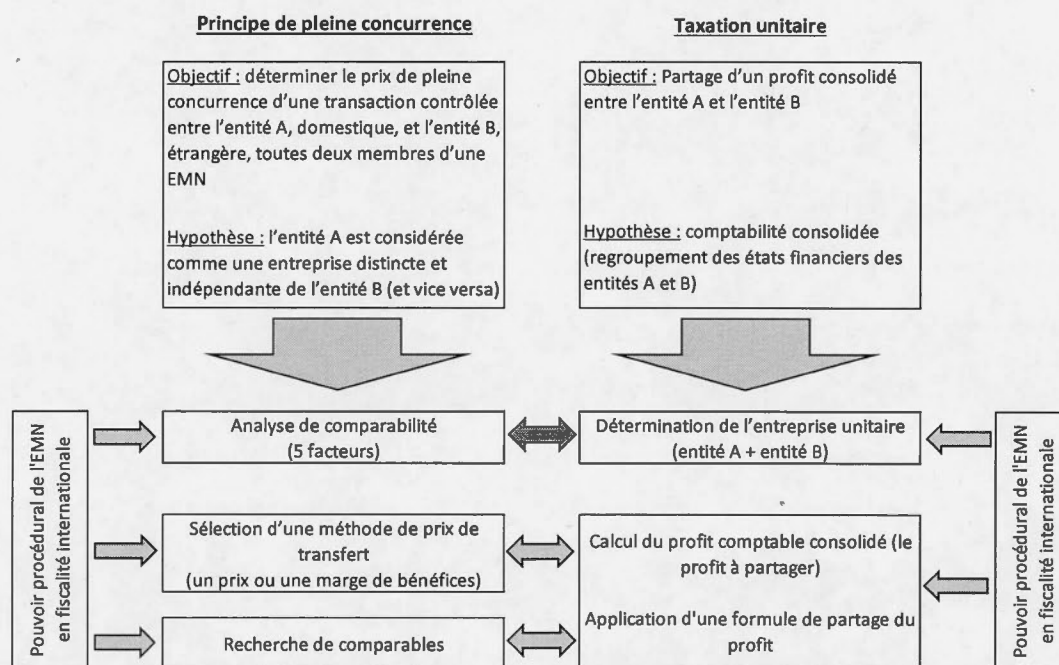 Principe de pleine concurrence
Taxation unitaire
Objectif : déterminer le prix de pleine
concurrence d'une transaction contrôlée
entre l'entité A, domestique, et l'entité B,
étrangère, toutes deux membres d'une
EMN
Hypothèse : l'entité A est considérée
comme une entreprise distincte et
indépendante de l'entité B (et vice versa)
Objectif : Partage d'un profit consolidé
entre l'entité A et l'entité B
Hypothèse : comptabilité consolidée
(regroupement des états financiers des
entités A et B)
Pouvoir procédural de l'EMN
en fiscalité internationale
Analyse de comparabilité
(5 facteurs)
Détermination de l'entreprise unitaire
(entité A + entité B)
Sélection d'une méthode de prix de
transfert
(un prix ou une marge de bénéfices)
Calcul du profit comptable consolidé (le
profit à partager)
Recherche de comparables
Application d'une formule de partage du
profit
Pouvoir procédural de l'EMN
en fiscalité internationale